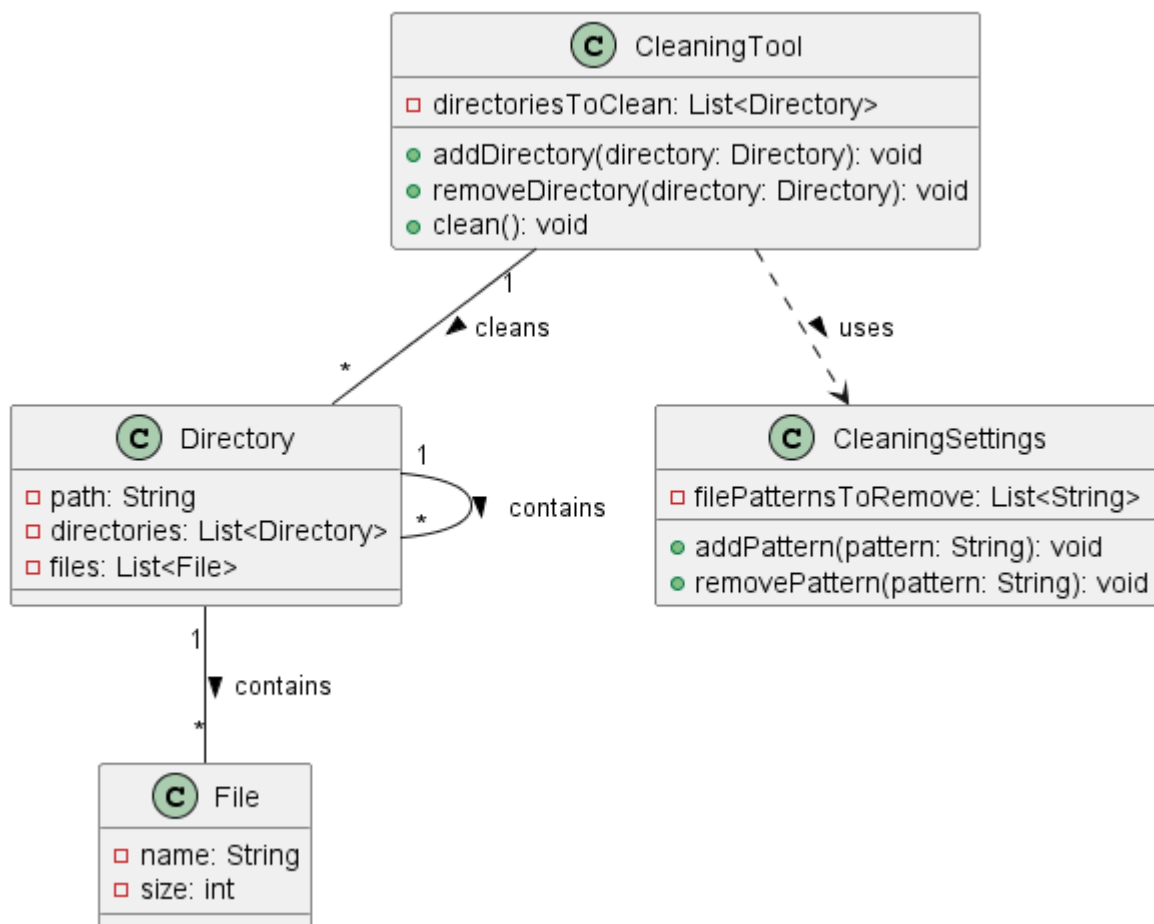 C CleaningTool
directoriesToClean: List<Directory>
addDirectory(directory: Directory): void
removeDirectory(directory: Directory): void
clean(): void
1
cleans
*
uses
C Directory
path: String
directories: List<Directory>
files: List<File>
1
contains
*
C CleaningSettings
filePatternsToRemove: List<String>
addPattern(pattern: String): void
removePattern(pattern: String): void
1
contains
*
C File
name: String
size: int